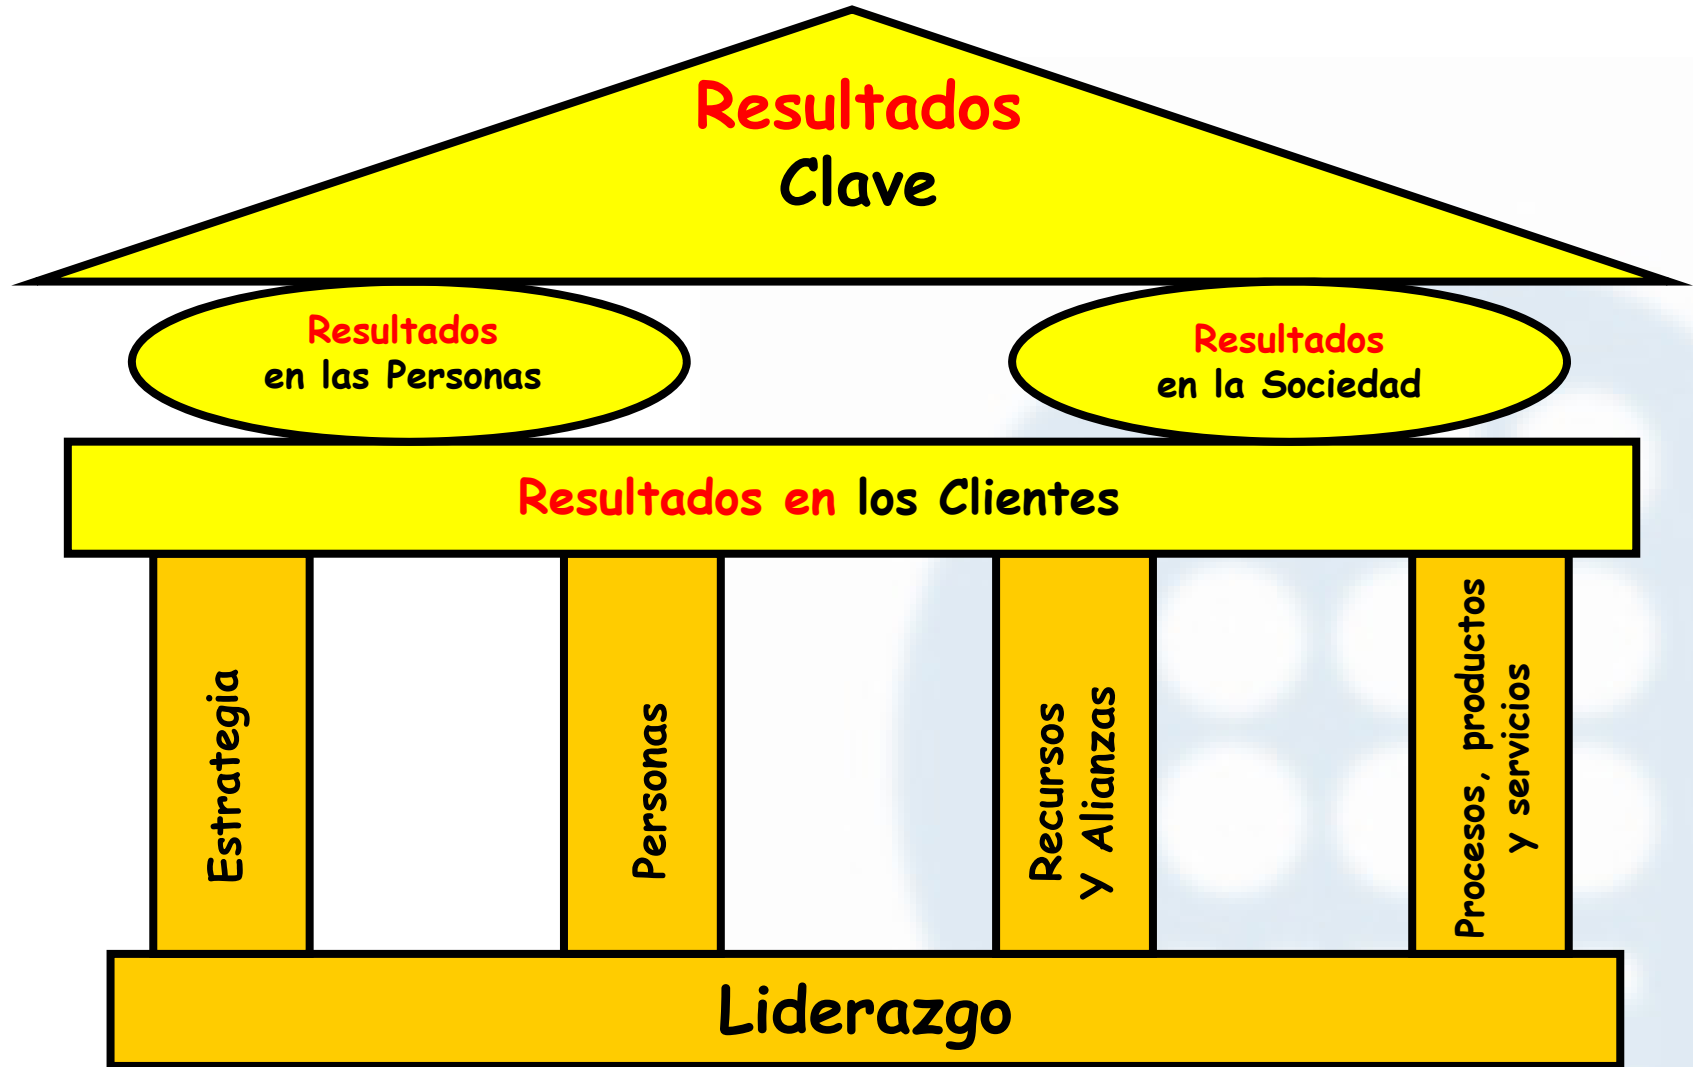 Resultados
Clave
Resultados
en las Personas
Resultados
en la Sociedad
Resultados en los Clientes
Estrategia
Personas
Recursos
y Alianzas
Procesos, productos
y servicios
Liderazgo